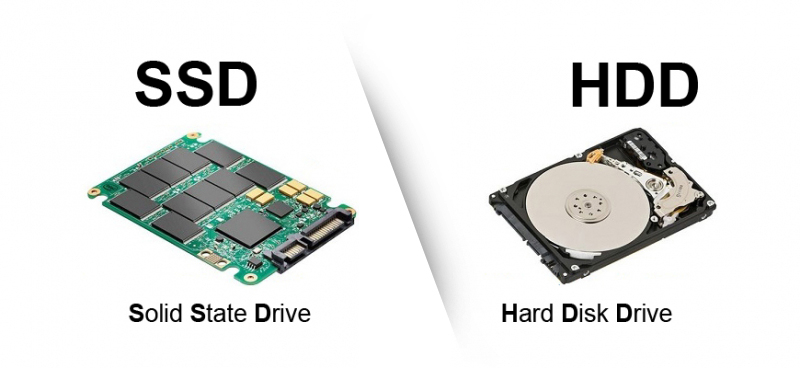 SSD
HDD
Solid State Drive
Hard Disk Drive